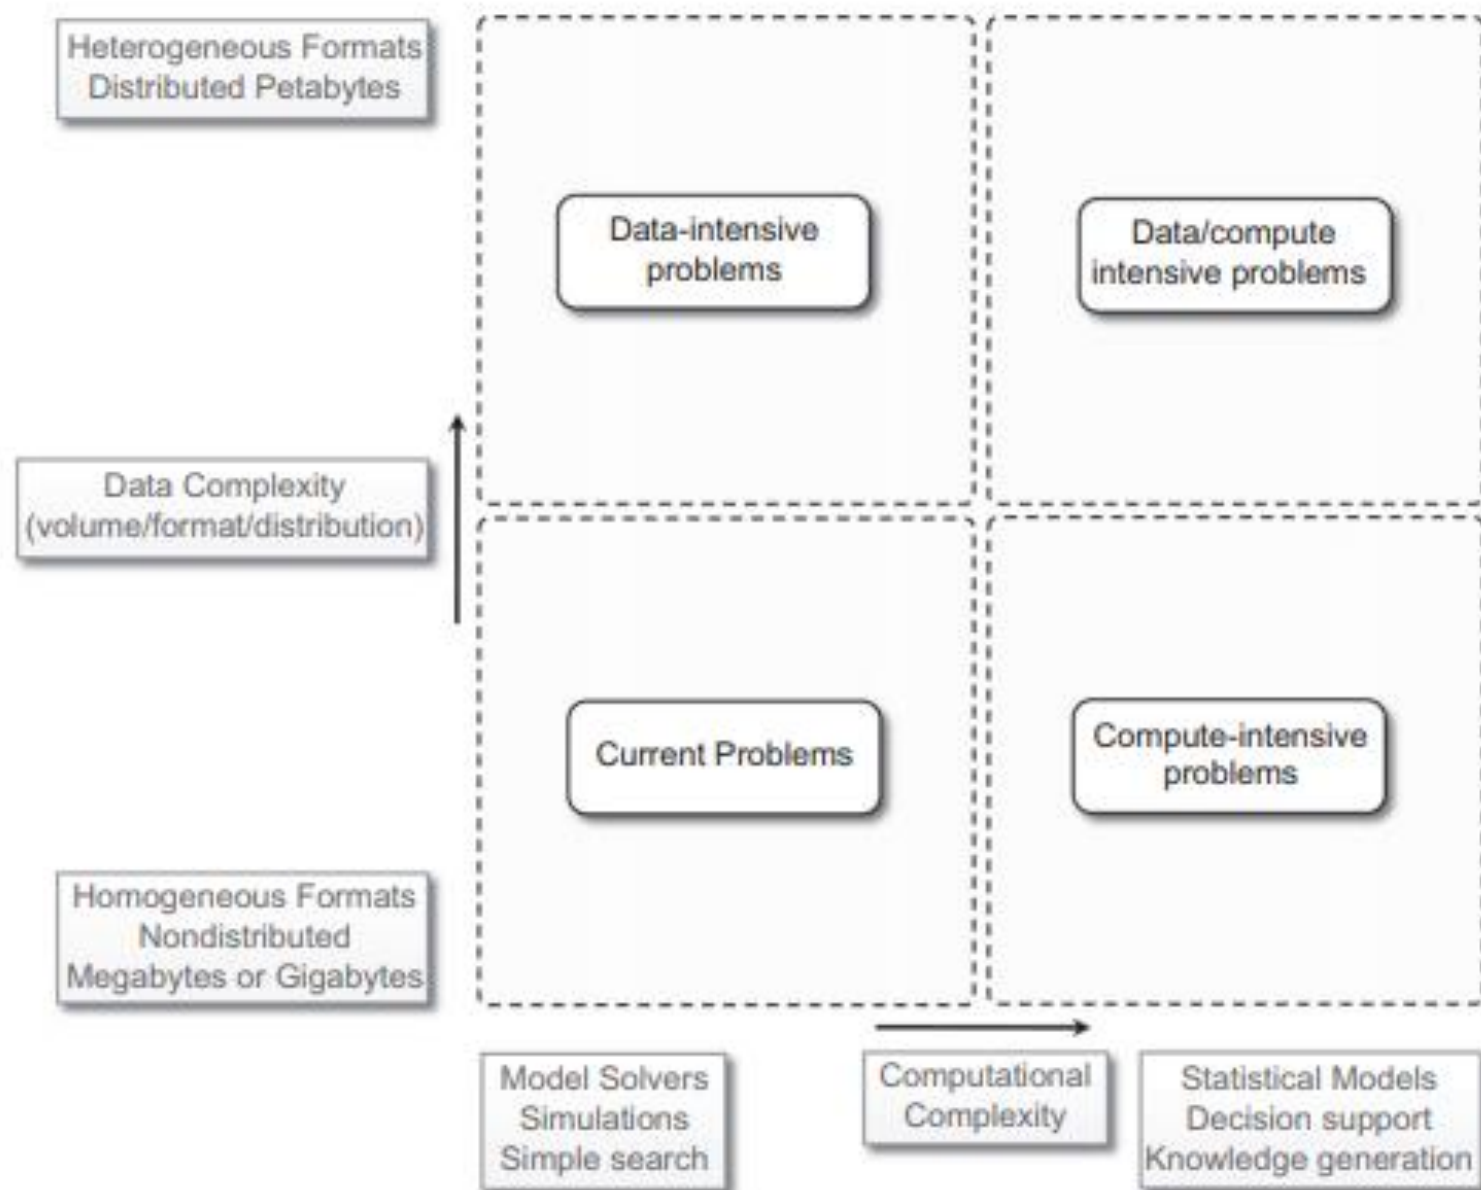 Heterogeneous Formats
Distributed Petabytes
Data-intensive
problems
Data/compute
intensive problems
Data Complexity
(volume/format/distribution)
Current Problems
Compute-intensive
problems
Homogeneous Formats
Nondistributed
Megabytes or Gigabytes
Model Solvers
Simulations
Simple search
Computational
Complexity
Statistical Models
Decision support
Knowledge generation